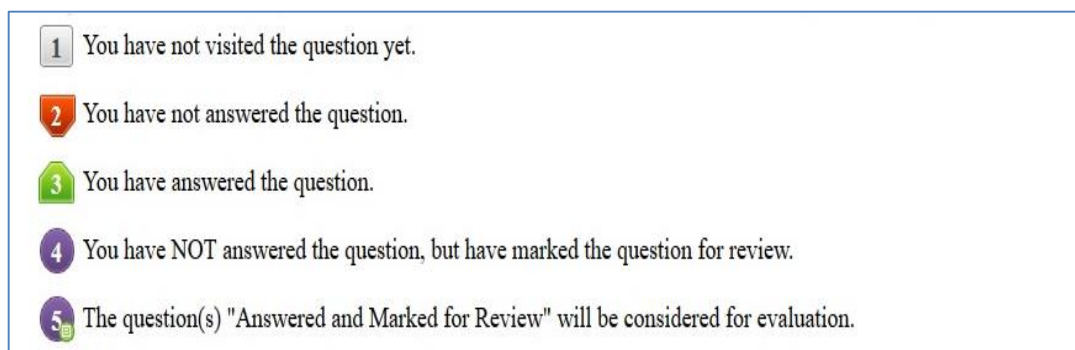 1 You have not visited the question yet.
2 You have not answered the question.
3 You have answered the question.
4 You have NOT answered the question, but have marked the question for review.
5 The question(s) "Answered and Marked for Review" will be considered for evaluation.